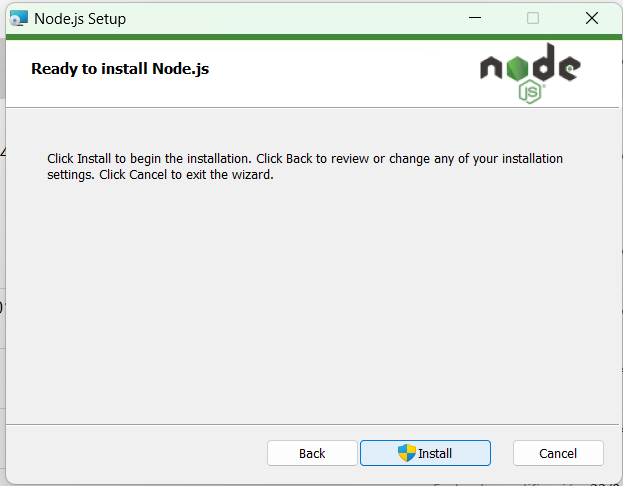 Node.js Setup
Ready to install Node.js
node
JS
Click Install to begin the installation. Click Back to review or change any of your installation
settings. Click Cancel to exit the wizard.
Back
Install
Cancel